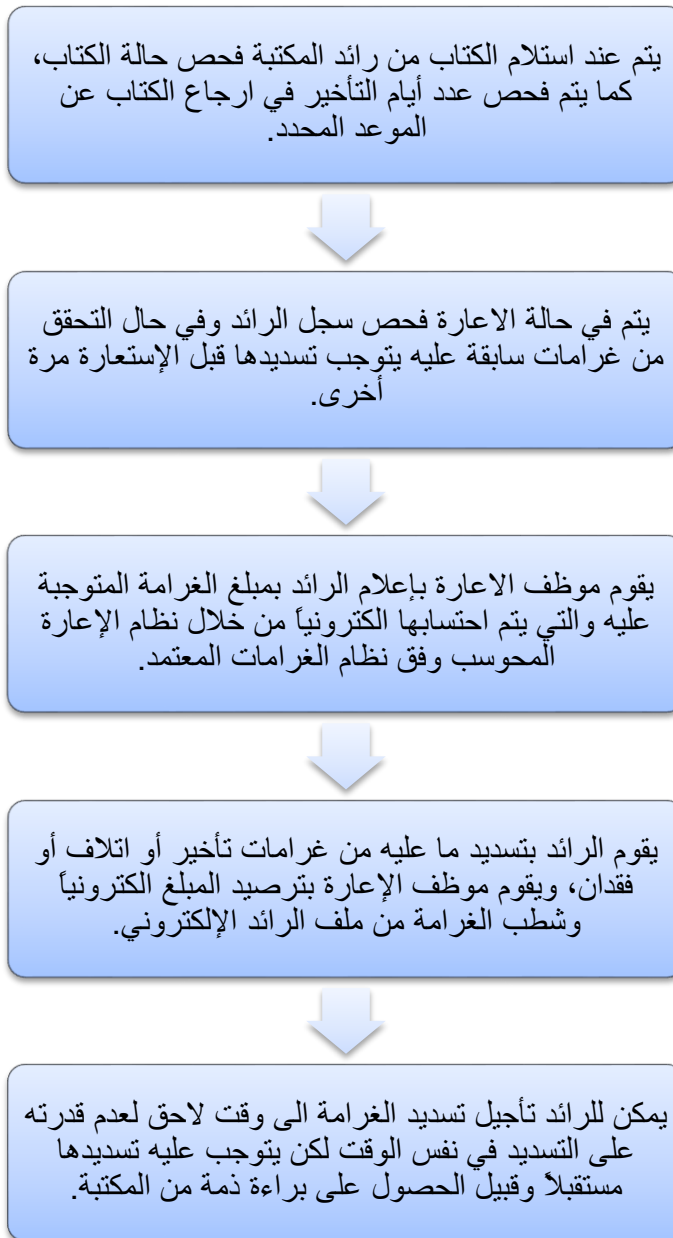 يتم عند استلام الكتاب من رائد المكتبة فحص حالة الكتاب،
كما يتم فحص عدد أيام التأخير في ارجاع الكتاب عن
الموعد المحدد.
يتم في حالة الاعارة فحص سجل الرائد وفي حال التحقق
من غرامات سابقة عليه يتوجب تسديدها قبل الإستعارة مرة
أخرى.
يقوم موظف الاعارة بإعلام الرائد بمبلغ الغرامة المتوجبة
عليه والتي يتم احتسابها الكترونياً من خلال نظام الإعارة
المحوسب وفق نظام الغرامات المعتمد.
يقوم الرائد بتسديد ما عليه من غرامات تأخير أو اتلاف أو
فقدان، ويقوم موظف الإعارة بترصيد المبلغ الكترونياً
وشطب الغرامة من ملف الرائد الإلكتروني.
يمكن للرائد تأجيل تسديد الغرامة الى وقت لاحق لعدم قدرته
على التسديد في نفس الوقت لكن يتوجب عليه تسديدها
مستقبلاً وقبيل الحصول على براءة ذمة من المكتبة.